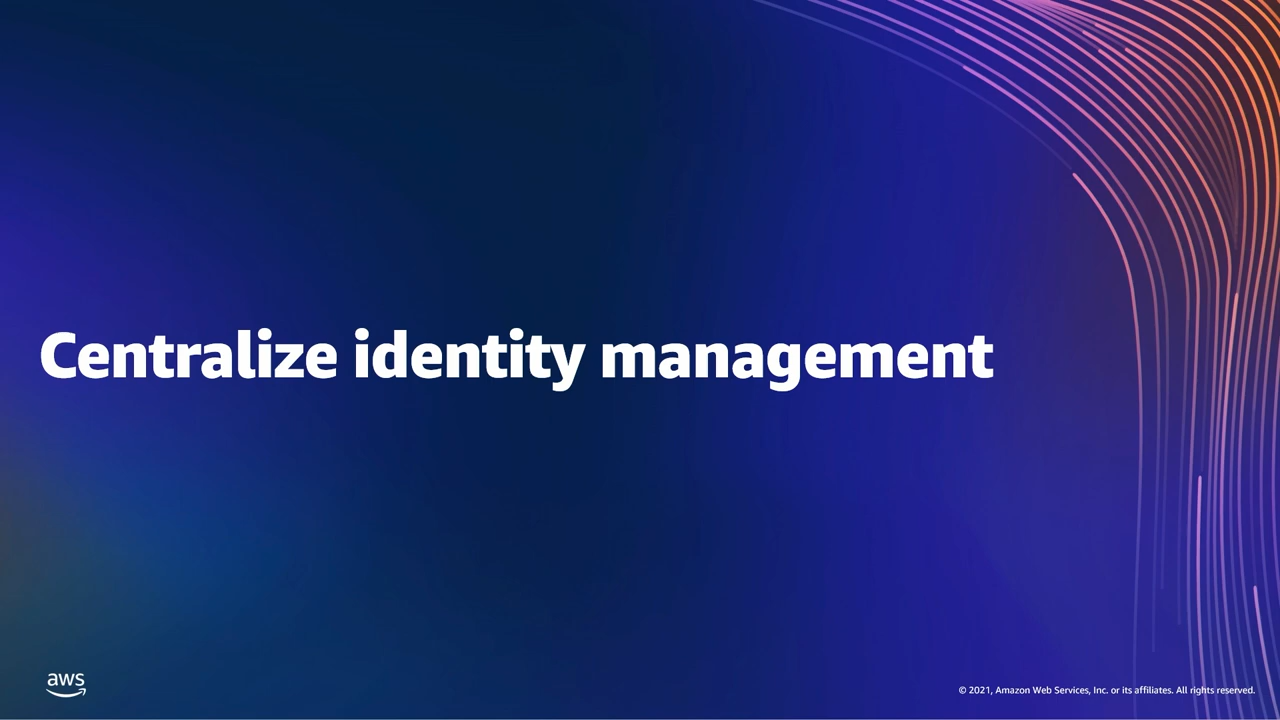 Centralize identity management
aws
© 2021, Amazon Web Services, Inc. or its affiliates. All rights reserved.